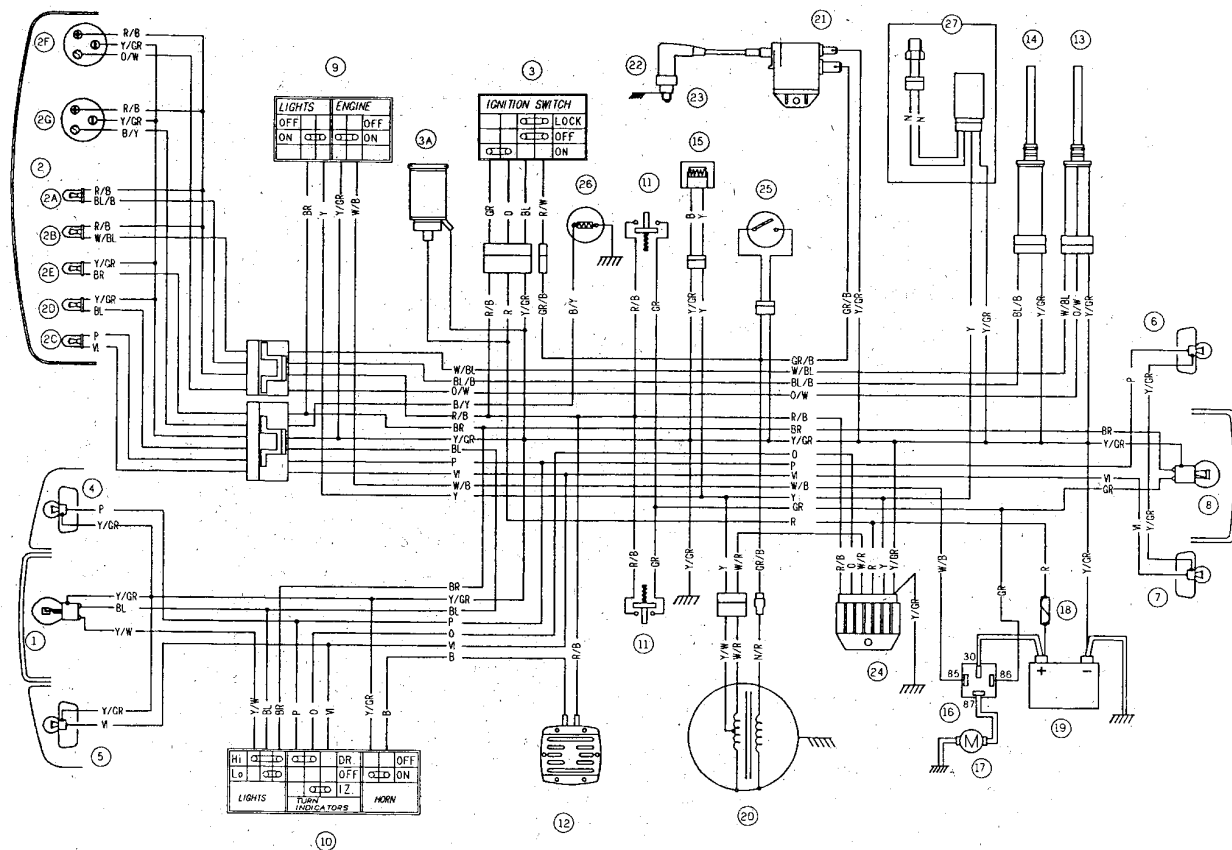 2F
R/B
Y/GR
O/W
2G
R/B
Y/GR
B/Y
2
2A
R/B
BL/B
2B
R/B
W/BL
2E
Y/GR
BR
2D
Y/GR
BL
2C
P
VI
9
LIGHTS ENGINE
OFF OFF
ON ON
BR
Y
Y/GR
W/B
3A
3
IGNITION SWITCH
LOCK
OFF
ON
GR
O
BL
R/W
R/B
R
Y/GR
GR/B
26
B/Y
11
R/B
GR
15
B
Y
Y/GR
Y
25
22
23
21
GR/B
Y/GR
27
N
N
Y
Y/GR
14
BL/B
Y/GR
13
W/BL
O/W
Y/GR
6
P
Y/GR
W/BL
BL/B
O/W
B/Y
R/B
BR
Y/GR
BL
P
VI
W/B
Y
GR/B
W/BL
BL/B
O/W
R/B
BR
Y/GR
O
P
VI
W/B
Y
GR
R
BR
Y/GR
VI
GR
8
VI
Y/GR
7
4
P
Y/GR
1
Y/GR
BL
Y/W
5
Y/GR
VI
BR
Y/GR
BL
P
O
VI
B
R/B
Y/W
BL
BR
P
O
VI
Y/GR
B
Hi
Lo
LIGHTS
DR.
OFF
IZ.
TURN
INDICATORS
OFF
ON
HORN
10
12
R/B
GR
11
Y/GR
Y
W/R
GR/B
Y/W
W/R
N/R
20
R/B
O
W/R
R
Y
Y/GR
Y/GR
24
W/B
GR
R
Y/GR
18
30
85
86
87
16
M
17
+
-
19